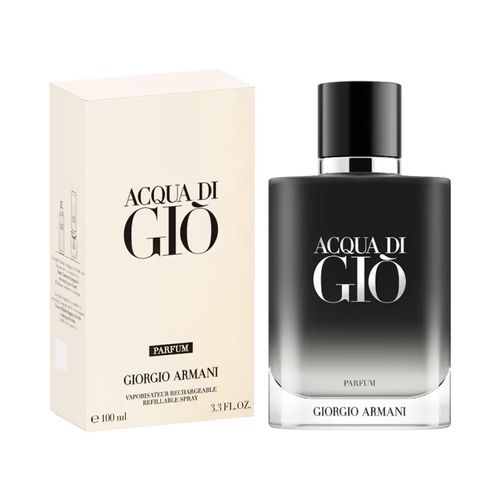 ACQUA DI
GIÒ
PARFUM
GIORGIO ARMANI
VAPORISATEUR RECHARGEABLE
REFILLABLE SPRAY
℮ 100 ml
3.3 FL.OZ.
ACQUA DI
GIÒ
PARFUM
GIORGIO ARMANI